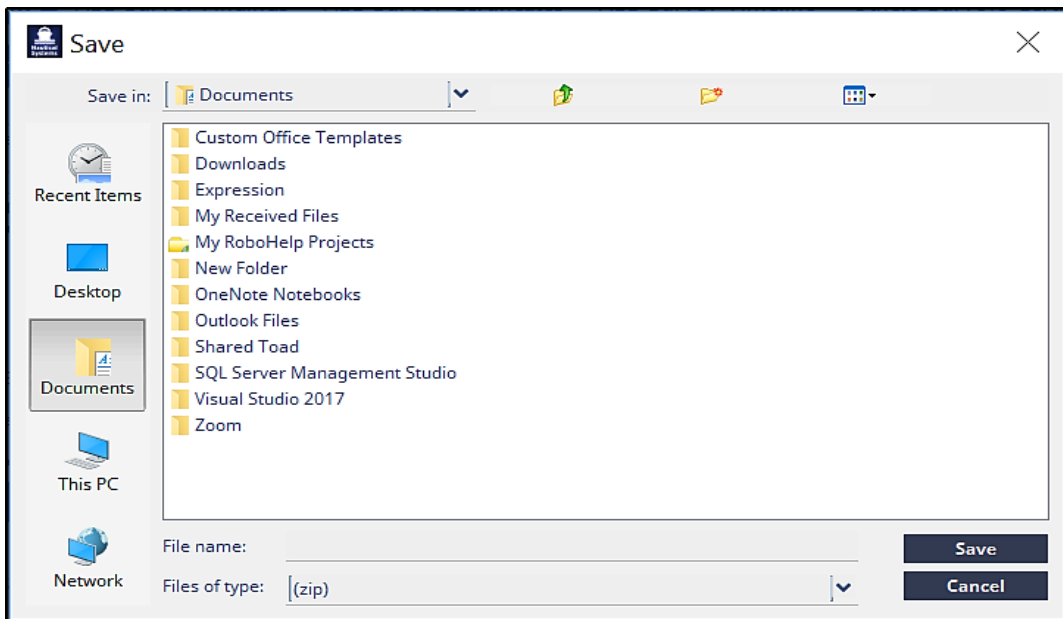 Nautical
Systems
Save
Save in:
Documents
Recent Items
Desktop
Documents
This PC
Network
Custom Office Templates
Downloads
Expression
My Received Files
My RoboHelp Projects
New Folder
OneNote Notebooks
Outlook Files
Shared Toad
SQL Server Management Studio
Visual Studio 2017
Zoom
File name:
Save
Files of type:
(zip)
Cancel